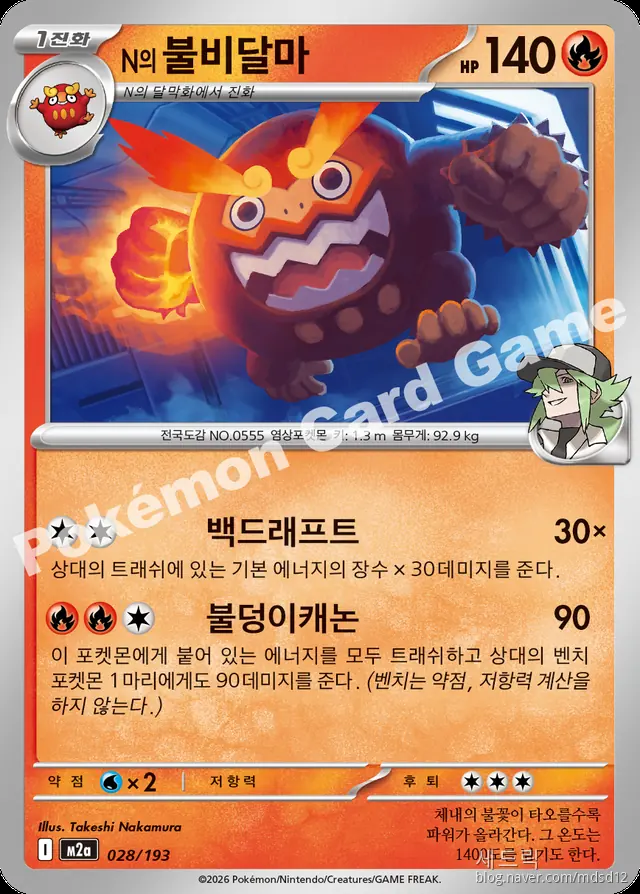 1진화
N의 불비달마
HP 140
N의 달막화에서 진화
전국도감 NO.0555 염상포켓몬 키: 1.3 m 몸무게: 92.9 kg
Pokémon Card Game
백드래프트 30×
상대의 트래쉬에 있는 기본 에너지의 장수 × 30데미지를 준다.
불덩이캐논 90
이 포켓몬에게 붙어 있는 에너지를 모두 트래쉬하고 상대의 벤치
포켓몬 1마리에게도 90데미지를 준다. (벤치는 약점, 저항력 계산을
하지 않는다.)
약점 ×2 저항력 후퇴
Illus. Takeshi Nakamura
I M2a 028/193
체내의 불꽃이 타오를수록
파워가 올라간다. 그 온도는
1400
도 한다.
세드릭
blog.naver.com/mdsd12
©2026 Pokémon/Nintendo/Creatures/GAME FREAK.